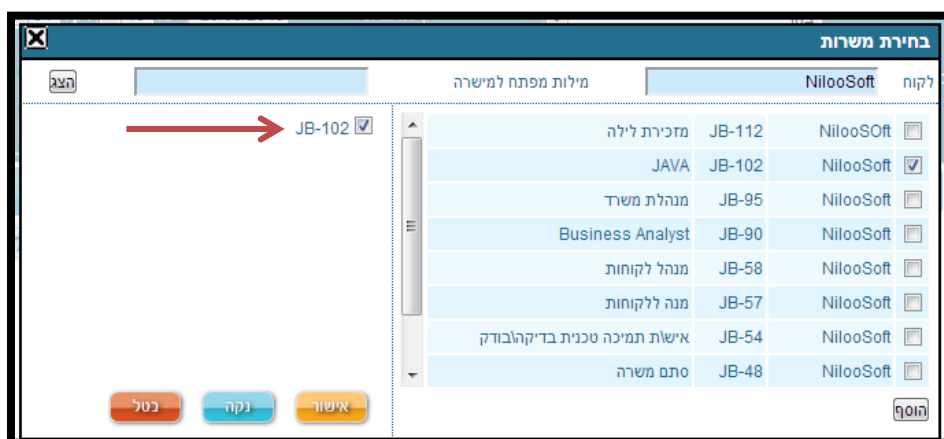 בחירת משרות
לקוח NilooSoft מילות מפתח למישרה הצג
NilooSOft JB-112 מזכירת לילה
NilooSoft JB-102 JAVA
NilooSoft JB-95 מנהלת משרד
NilooSoft JB-90 Business Analyst
NilooSoft JB-58 מנהל לקוחות
NilooSoft JB-57 מנה ללקוחות
NilooSoft JB-54 איש\ת תמיכה טכנית בדיקה\בודק
NilooSoft JB-48 סתם משרה
הוסף
JB-102
אישור נקה בטל